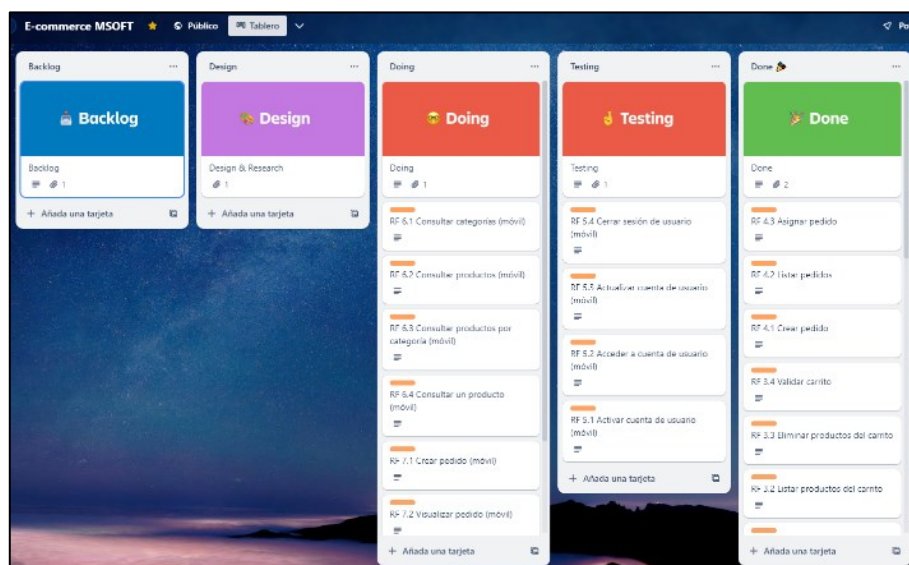 E-commerce MSOFT
Público
Tablero
Po
Backlog
Backlog
Backlog
1
+ Añada una tarjeta
Design
Design
Design & Research
1
+ Añada una tarjeta
Doing
Doing
Doing
1
RF 6.1 Consultar categorías (móvil)
RF 6.2 Consultar productos (móvil)
RF 6.3 Consultar productos por
categoría (móvil)
RF 6.4 Consultar un producto
(móvil)
RF 7.1 Crear pedido (móvil)
RF 7.2 Visualizar pedido (móvil)
+ Añada una tarjeta
Testing
Testing
Testing
1
RF 5.4 Cerrar sesión de usuario
(móvil)
RF 5.3 Actualizar cuenta de usuario
(móvil)
RF 5.2 Acceder a cuenta de usuario
(móvil)
RF 5.1 Activar cuenta de usuario
(móvil)
+ Añada una tarjeta
Done
Done
Done
2
RF 4.3 Asignar pedido
RF 4.2 Listar pedidos
RF 4.1 Crear pedido
RF 3.4 Validar carrito
RF 3.3 Eliminar productos del carrito
RF 3.2 Listar productos del carrito
+ Añada una tarjeta